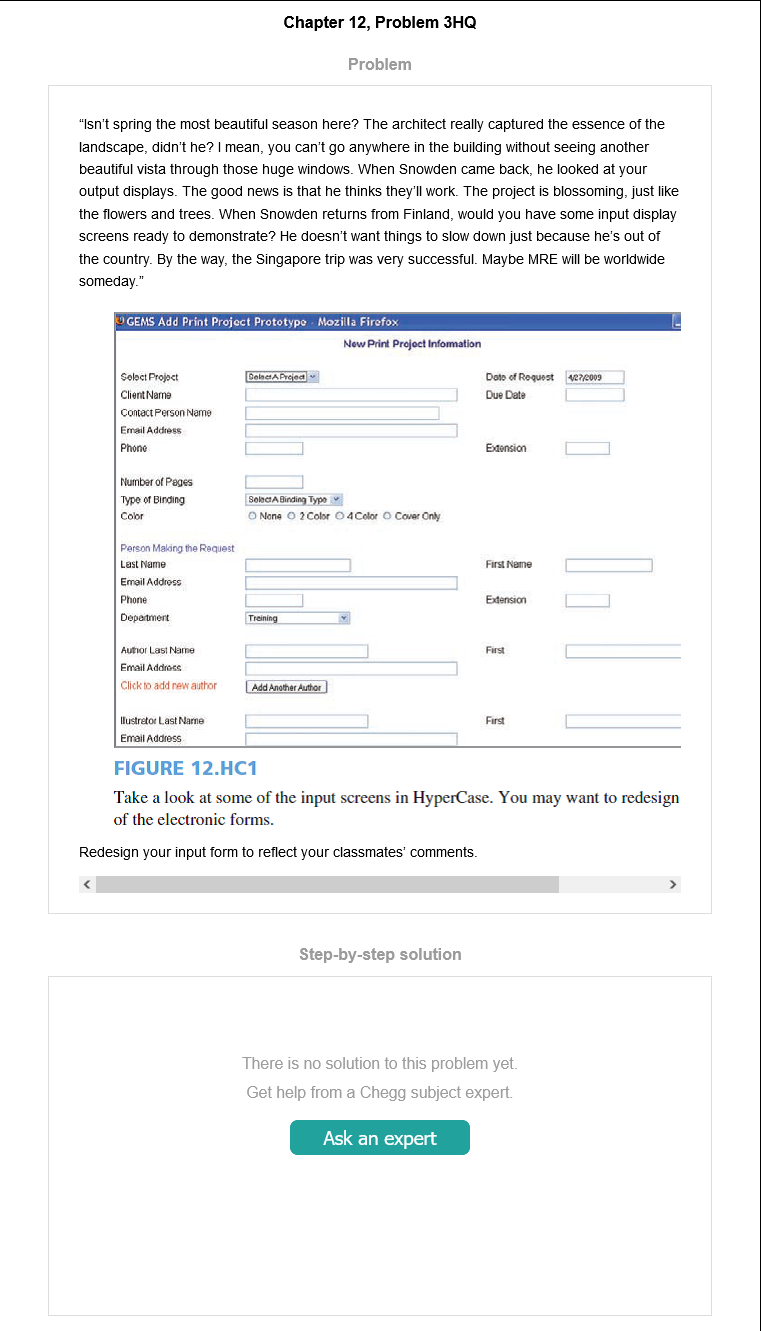 Chapter 12, Problem 3HQ
Problem
“Isn’t spring the most beautiful season here? The architect really captured the essence of the
landscape, didn’t he? I mean, you can’t go anywhere in the building without seeing another
beautiful vista through those huge windows. When Snowden came back, he looked at your
output displays. The good news is that he thinks they’ll work. The project is blossoming, just like
the flowers and trees. When Snowden returns from Finland, would you have some input display
screens ready to demonstrate? He doesn’t want things to slow down just because he’s out of
the country. By the way, the Singapore trip was very successful. Maybe MRE will be worldwide
someday.”
GEMS Add Print Project Prototype - Mozilla Firefox
New Print Project Information
Select Project Select A Project Date of Request 4/27/2009
Client Name Due Date
Contact Person Name
Email Address
Phone Extension
Number of Pages
Type of Binding Select A Binding Type
Color None 2 Color 4 Color Cover Only
Person Making the Request
Last Name First Name
Email Address
Phone Extension
Department Training
Author Last Name First
Email Address
Click to add new author Add Another Author
Illustrator Last Name First
Email Address
FIGURE 12.HC1
Take a look at some of the input screens in HyperCase. You may want to redesign
of the electronic forms.
Redesign your input form to reflect your classmates’ comments.
Step-by-step solution
There is no solution to this problem yet.
Get help from a Chegg subject expert.
Ask an expert